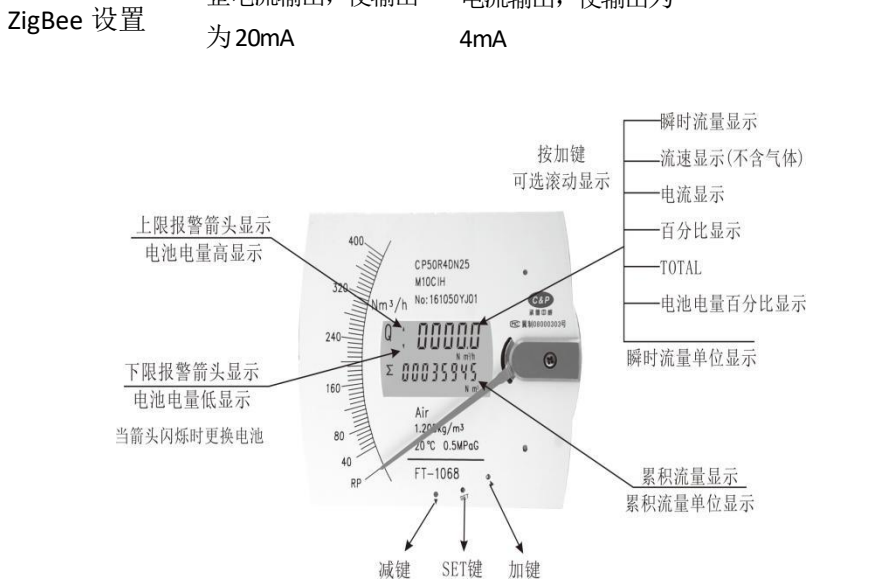 ZigBee 设置
为 20mA
4mA
瞬时流量显示
流速显示(不含气体)
电流显示
百分比显示
TOTAL
电池电量百分比显示
瞬时流量单位显示
按加键
可选滚动显示
上限报警箭头显示
电池电量高显示
下限报警箭头显示
电池电量低显示
当箭头闪烁时更换电池
400
320
240
160
80
40
RP
Nm³/h
CP50R4DN25
M10CIH
No:161050YJ01
C&P
Q
0000.0
Σ
00035945
Air
1.200kg/m3
20℃ 0.5MPaG
FT-1068
SET
累积流量显示
累积流量单位显示
减键
SET键
加键